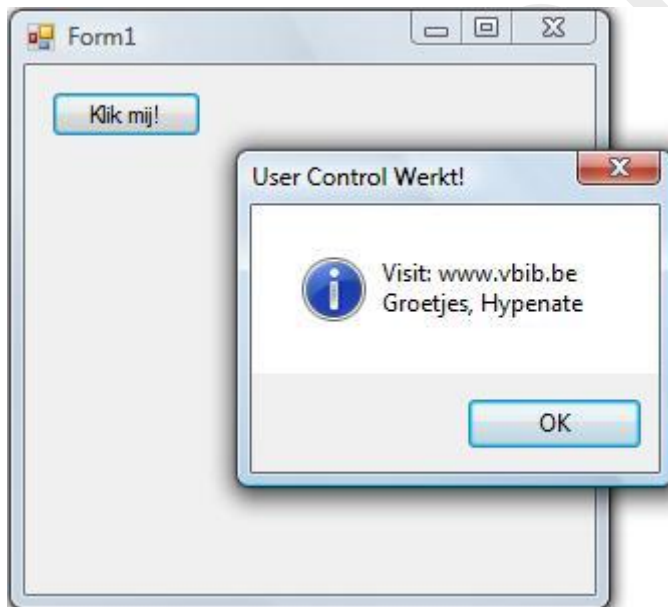 Form1
Klik mij!
User Control Werkt!
Visit: www.vbib.be
Groetjes, Hypenate
OK